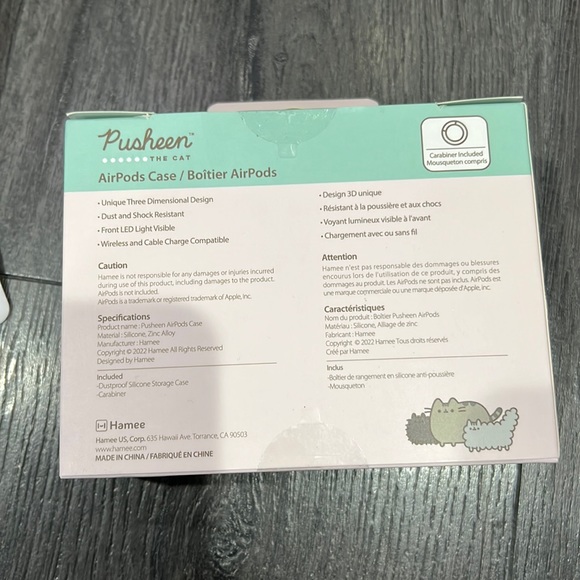 Pusheen™
THE CAT
Carabiner Included
Mousqueton compris
AirPods Case / Boîtier AirPods
• Unique Three Dimensional Design
• Dust and Shock Resistant
• Front LED Light Visible
• Wireless and Cable Charge Compatible
Caution
Hamee is not responsible for any damages or injuries incurred
during use of this product, including damages to the product.
AirPods is not included.
AirPods is a trademark or registered trademark of Apple, Inc.
Specifications
Product name : Pusheen AirPods Case
Material : Silicone, Zinc Alloy
Manufacturer : Hamee
Copyright © 2022 Hamee All Rights Reserved
Designed by Hamee
Included
-Dustproof Silicone Storage Case
-Carabiner
• Design 3D unique
• Résistant à la poussière et aux chocs
• Voyant lumineux visible à l'avant
• Chargement avec ou sans fil
Attention
Hamee n'est pas responsable des dommages ou blessures
encourus lors de l'utilisation de ce produit, y compris des
dommages au produit. Les AirPods ne sont pas inclus. AirPods est
une marque commerciale ou une marque déposée d'Apple, inc.
Caractéristiques
Nom du produit : Boîtier Pusheen AirPods
Matériau : Silicone, Alliage de zinc
Fabricant : Hamee
Copyright © 2022 Hamee Tous droits réservés
Créé par Hamee
Inclus
-Boîtier de rangement en silicone anti-poussière
-Mousqueton
Hamee
Hamee US, Corp. 635 Hawaii Ave. Torrance, CA 90503
www.hamee.com
MADE IN CHINA / FABRIQUÉ EN CHINE